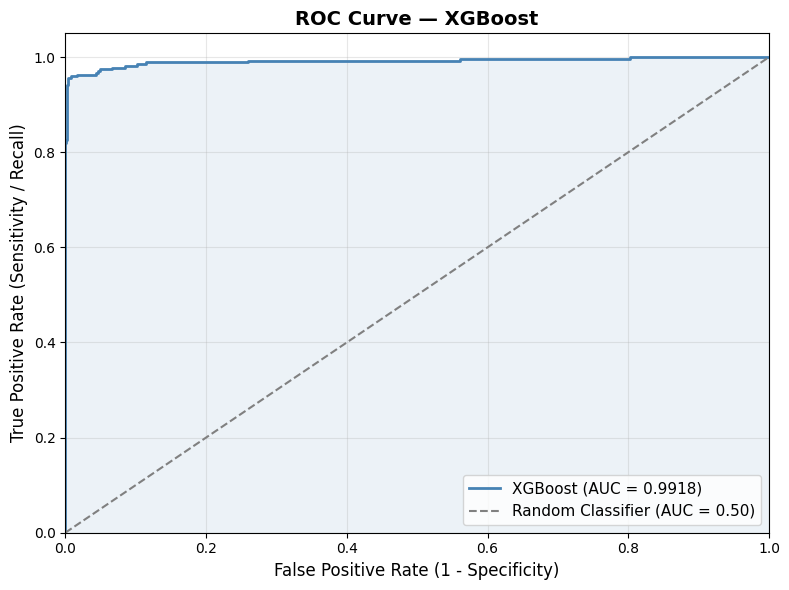 ROC Curve — XGBoost
True Positive Rate (Sensitivity / Recall)
1.0
0.8
0.6
0.4
0.2
0.0
0.0 0.2 0.4 0.6 0.8 1.0
False Positive Rate (1 - Specificity)
XGBoost (AUC = 0.9918)
Random Classifier (AUC = 0.50)